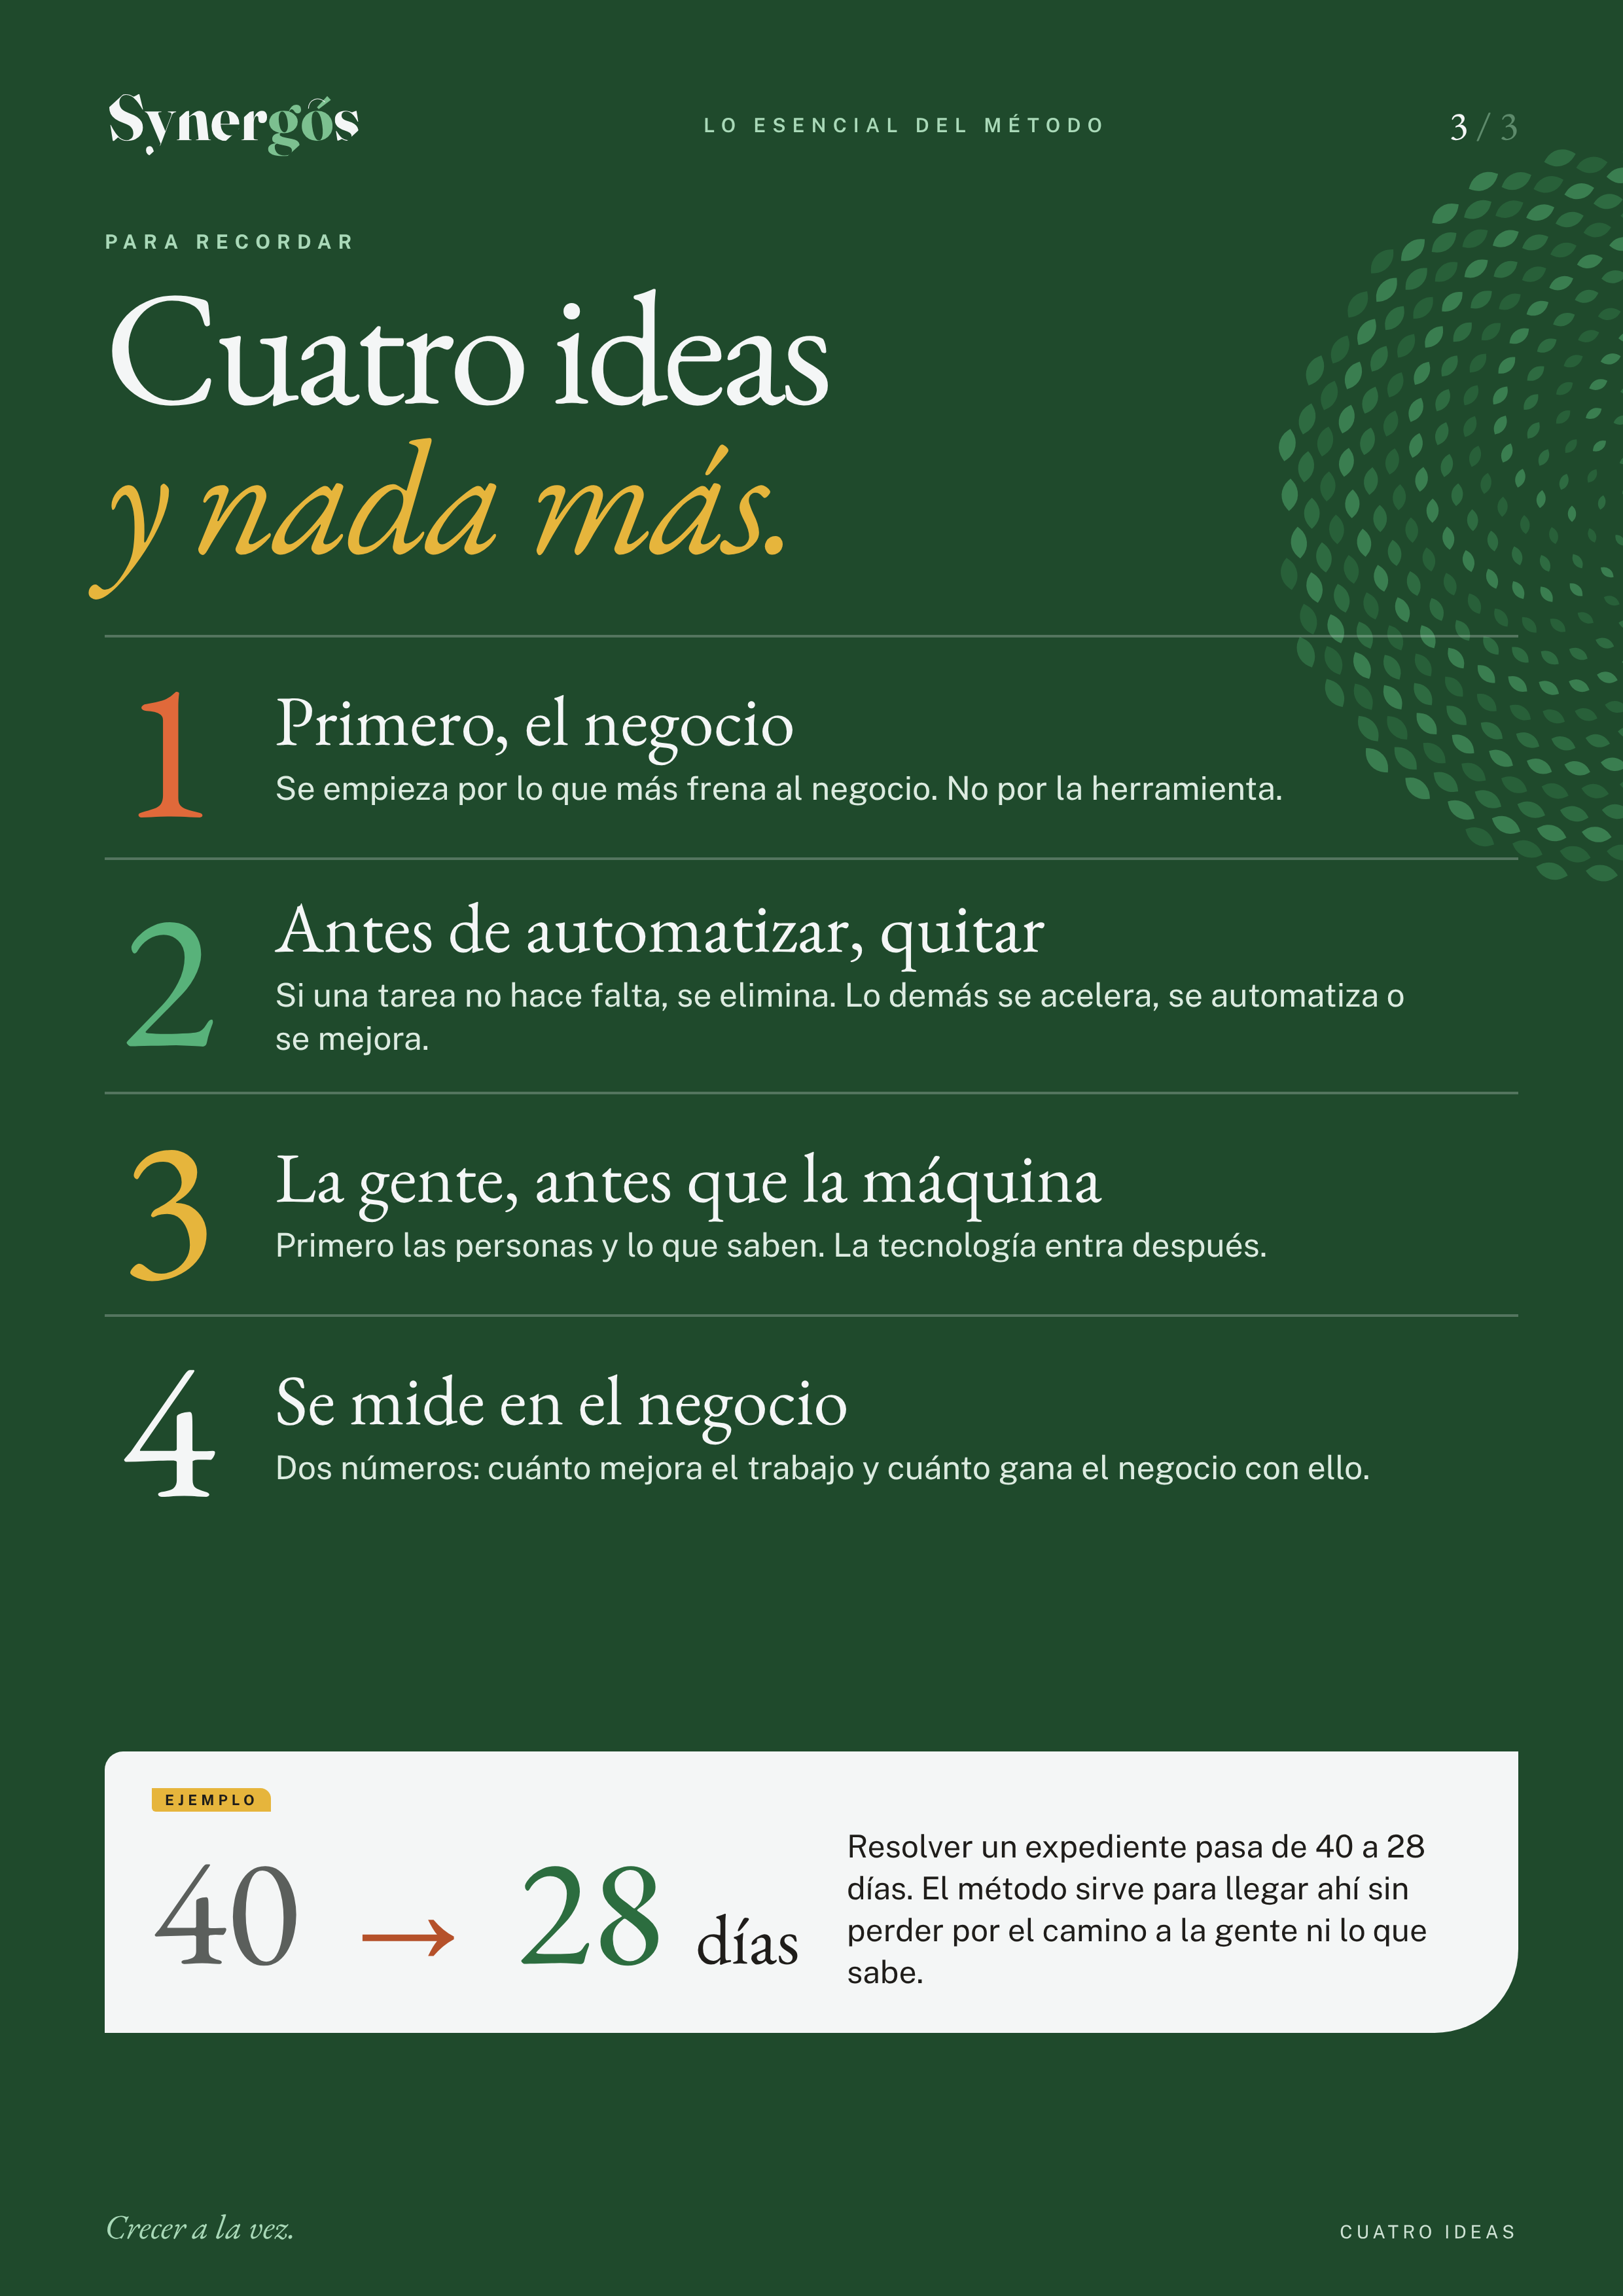 Synergós
LO ESENCIAL DEL MÉTODO
3 / 3
PARA RECORDAR
Cuatro ideas
y nada más.
1
Primero, el negocio
Se empieza por lo que más frena al negocio. No por la herramienta.
2
Antes de automatizar, quitar
Si una tarea no hace falta, se elimina. Lo demás se acelera, se automatiza o
se mejora.
3
La gente, antes que la máquina
Primero las personas y lo que saben. La tecnología entra después.
4
Se mide en el negocio
Dos números: cuánto mejora el trabajo y cuánto gana el negocio con ello.
EJEMPLO
40 → 28 días
Resolver un expediente pasa de 40 a 28
días. El método sirve para llegar ahí sin
perder por el camino a la gente ni lo que
sabe.
Crecer a la vez.
CUATRO IDEAS